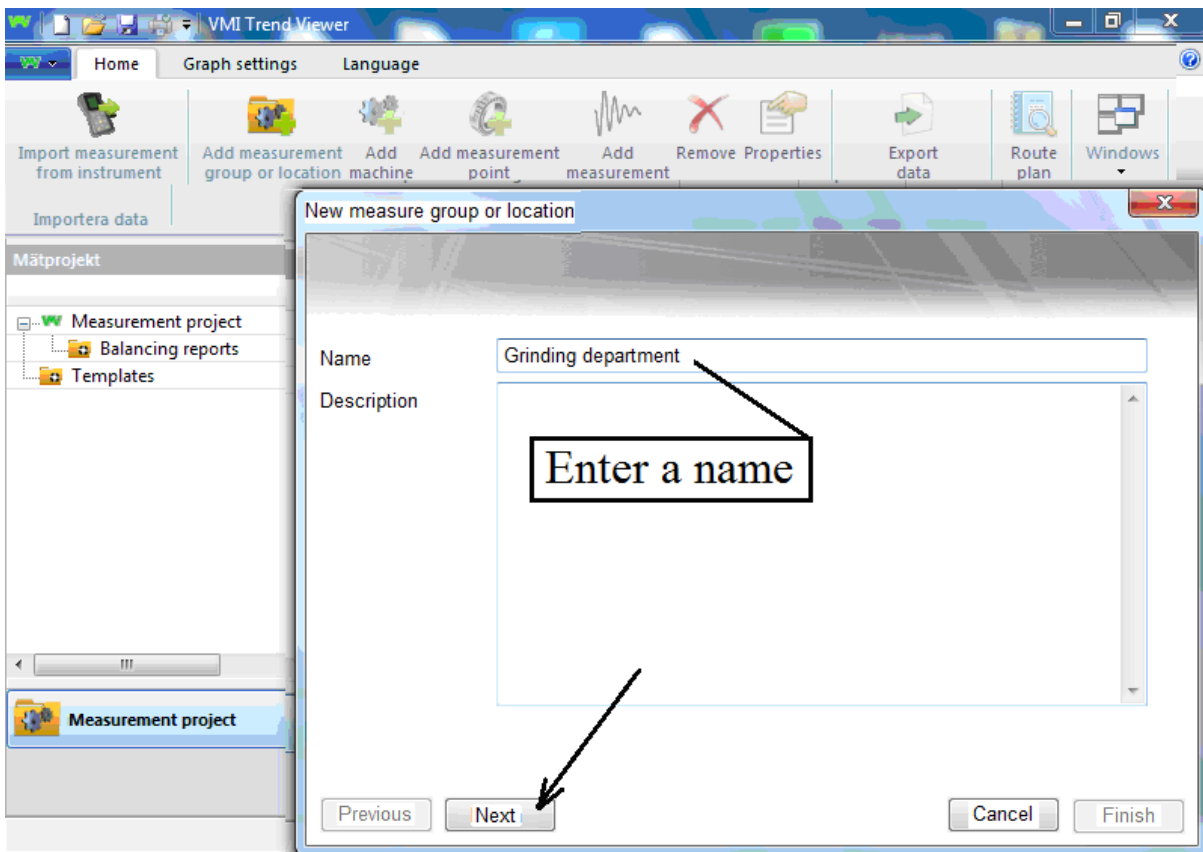 VMI Trend Viewer
Home Graph settings Language
Import measurement from instrument
Add measurement group or location
Add machine
Add measurement point
Add measurement
Remove
Properties
Export data
Route plan
Windows
Importera data
New measure group or location
Mätprojekt
Measurement project
Balancing reports
Templates
Name Grinding department
Description
Enter a name
Measurement project
Previous Next Cancel Finish